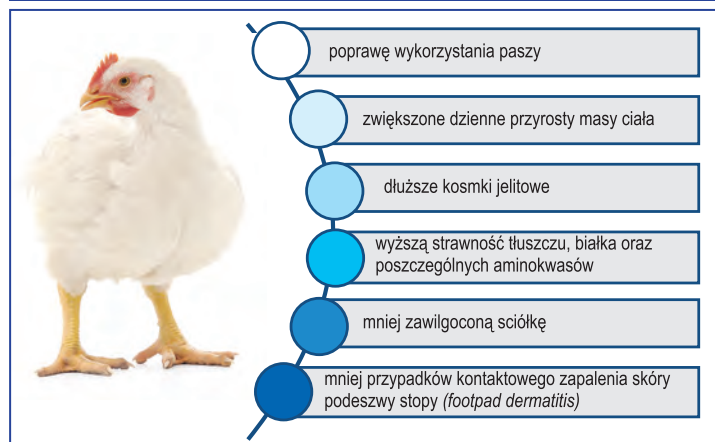 poprawę wykorzystania paszy
zwiększone dzienne przyrosty masy ciała
dłuższe kosmki jelitowe
wyższą strawność tłuszczu, białka oraz
poszczególnych aminokwasów
mniej zawilgoconą sciółkę
mniej przypadków kontaktowego zapalenia skóry
podeszwy stopy (footpad dermatitis)